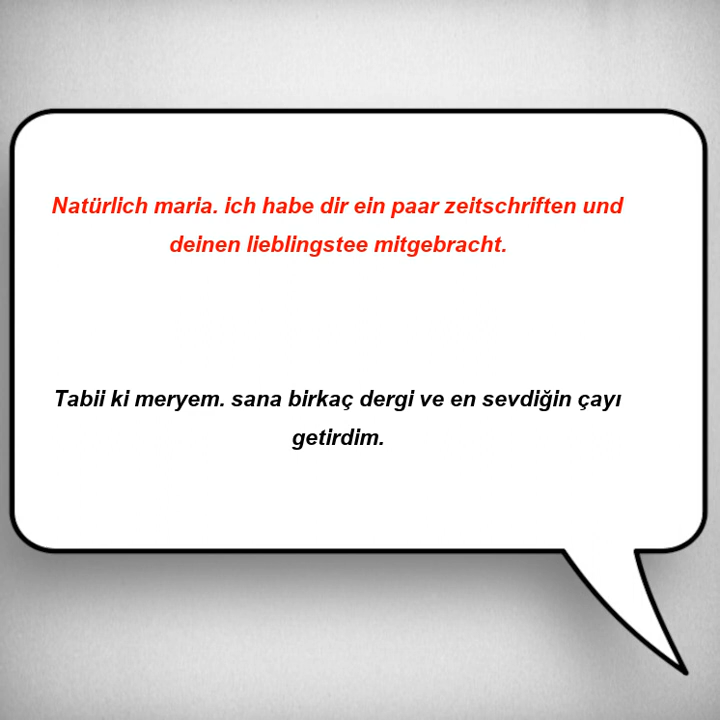 Natürlich maria. ich habe dir ein paar zeitschriften und
deinen lieblingstee mitgebracht.
Tabii ki meryem. sana birkaç dergi ve en sevdiğin çayı
getirdim.